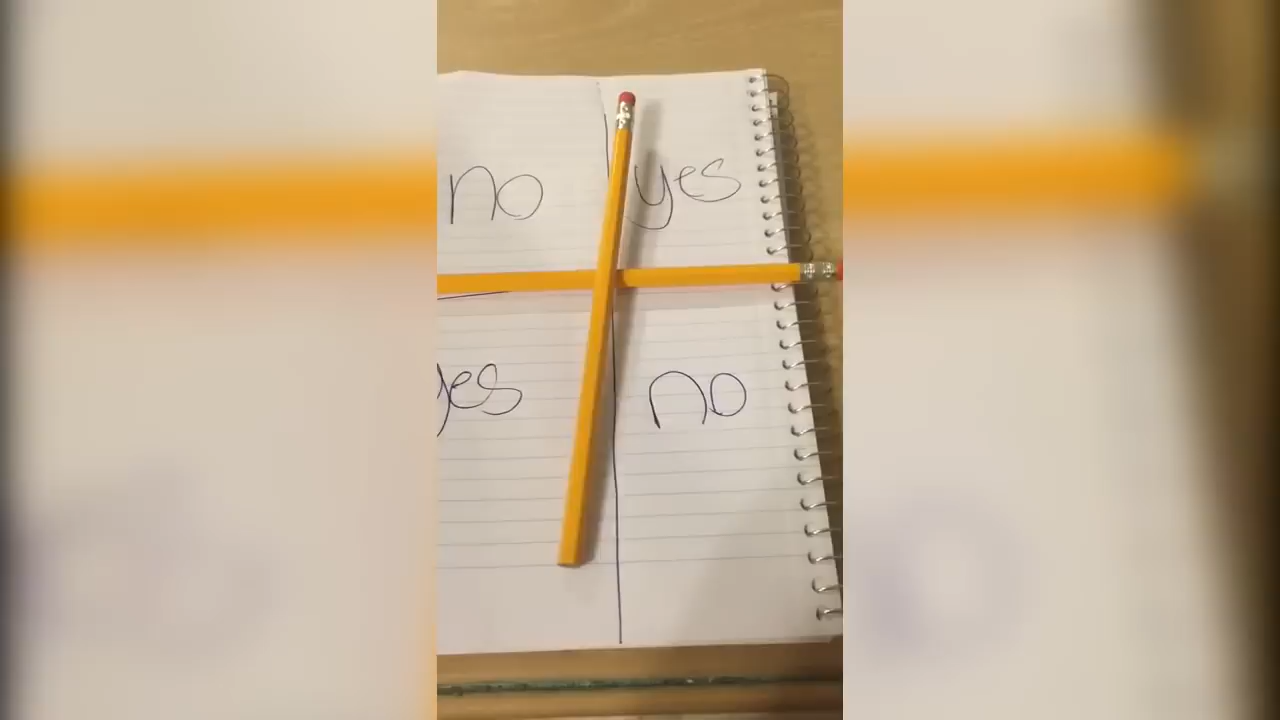 no yes
yes no